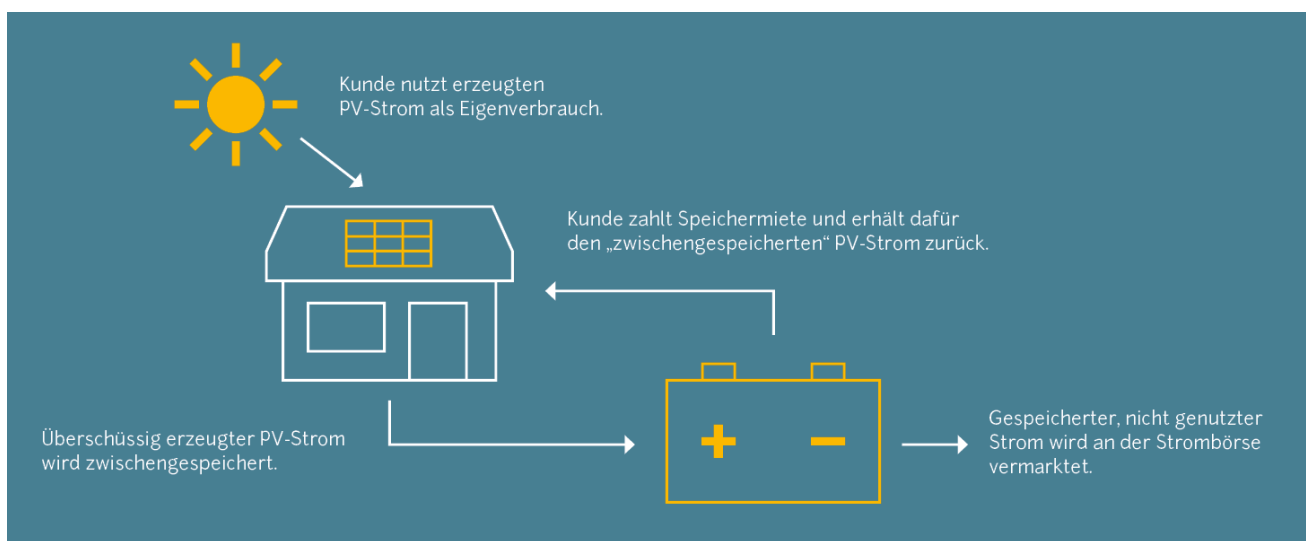 Kunde nutzt erzeugten
PV-Strom als Eigenverbrauch.
Kunde zahlt Speichermiete und erhält dafür
den „zwischengespeicherten“ PV-Strom zurück.
Überschüssig erzeugter PV-Strom
wird zwischengespeichert.
Gespeicherter, nicht genutzter
Strom wird an der Strombörse
vermarktet.